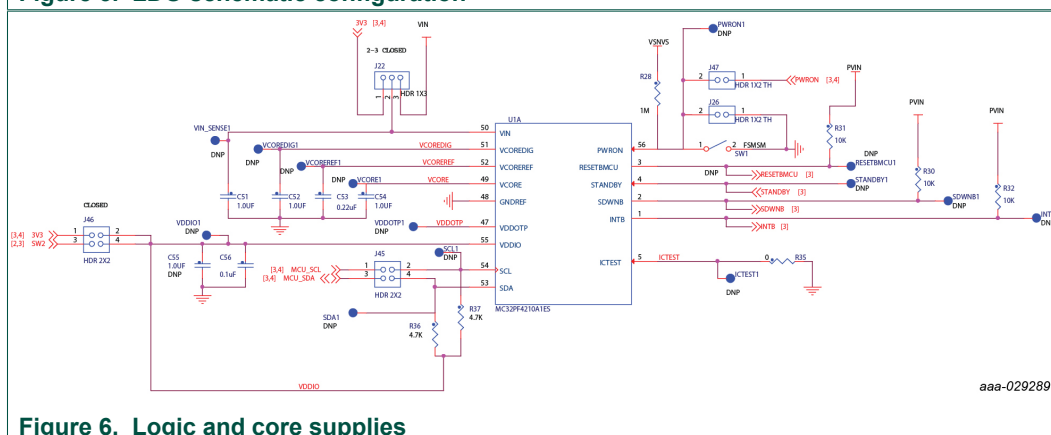 Figure 5. LDO schematic configuration
3V3 [3,4]
VIN
2-3 CLOSED
J22
HDR 1X3
1
2
3
VSNVS
R28
1M
PWRON1
DNP
J47
2
1
HDR 1X2 TH
PWRON [3,4]
J26
2
1
HDR 1X2 TH
1
2
FSMSM
SW1
PVIN
R31
10K
PVIN
R30
10K
PVIN
R32
10K
VIN_SENSE1
DNP
VCOREDIG1
DNP
VCOREDIG
VCOREREF1
DNP
VCOREREF
VCORE1
DNP
VCORE
C51
1.0UF
C52
1.0UF
C53
0.22uF
C54
1.0UF
U1A
50 VIN
51 VCOREDIG
52 VCOREREF
49 VCORE
48 GNDREF
47 VDDOTP
55 VDDIO
54 SCL
53 SDA
PWRON 56
RESETBMCU 3
STANDBY 4
SDWNB 2
INTB 1
ICTEST 5
MC32PF4210A1ES
DNP
RESETBMCU1
DNP
RESETBMCU [3]
STANDBY1
DNP
STANDBY [3]
SDWNB1
DNP
SDWNB [3]
INT
DN
INTB [3]
ICTEST
ICTEST1
DNP
0
R35
CLOSED
J46
[3,4] 3V3
[2,3] SW2
1
2
3
4
HDR 2X2
VDDIO1
DNP
VDDOTP1
DNP
VDDOTP
C55
1.0UF
DNP
C56
0.1uF
SCL1
DNP
J45
[3,4] MCU_SCL
[3,4] MCU_SDA
1
2
3
4
HDR 2X2
SDA1
DNP
R36
4.7K
R37
4.7K
VDDIO
aaa-029289
Figure 6. Logic and core supplies